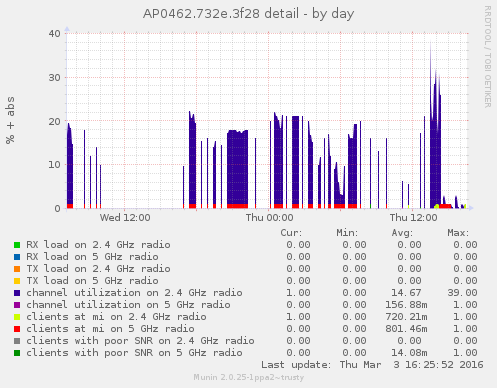 AP0462.732e.3f28 detail - by day
RRDTOOL / TOBI OETIKER
% + abs
40
30
20
10
0
Wed 12:00 Thu 00:00 Thu 12:00
Cur: Min: Avg: Max:
RX load on 2.4 GHz radio 0.00 0.00 0.00 0.00
RX load on 5 GHz radio 0.00 0.00 0.00 0.00
TX load on 2.4 GHz radio 0.00 0.00 0.00 0.00
TX load on 5 GHz radio 0.00 0.00 0.00 0.00
channel utilization on 2.4 GHz radio 1.00 0.00 14.67 39.00
channel utilization on 5 GHz radio 0.00 0.00 156.88m 1.00
clients at mi on 2.4 GHz radio 1.00 0.00 720.21m 1.00
clients at mi on 5 GHz radio 0.00 0.00 801.46m 1.00
clients with poor SNR on 2.4 GHz radio 0.00 0.00 0.00 0.00
clients with poor SNR on 5 GHz radio 0.00 0.00 14.08m 1.00
Last update: Thu Mar 3 16:25:52 2016
Munin 2.0.25-1ppa2~trusty